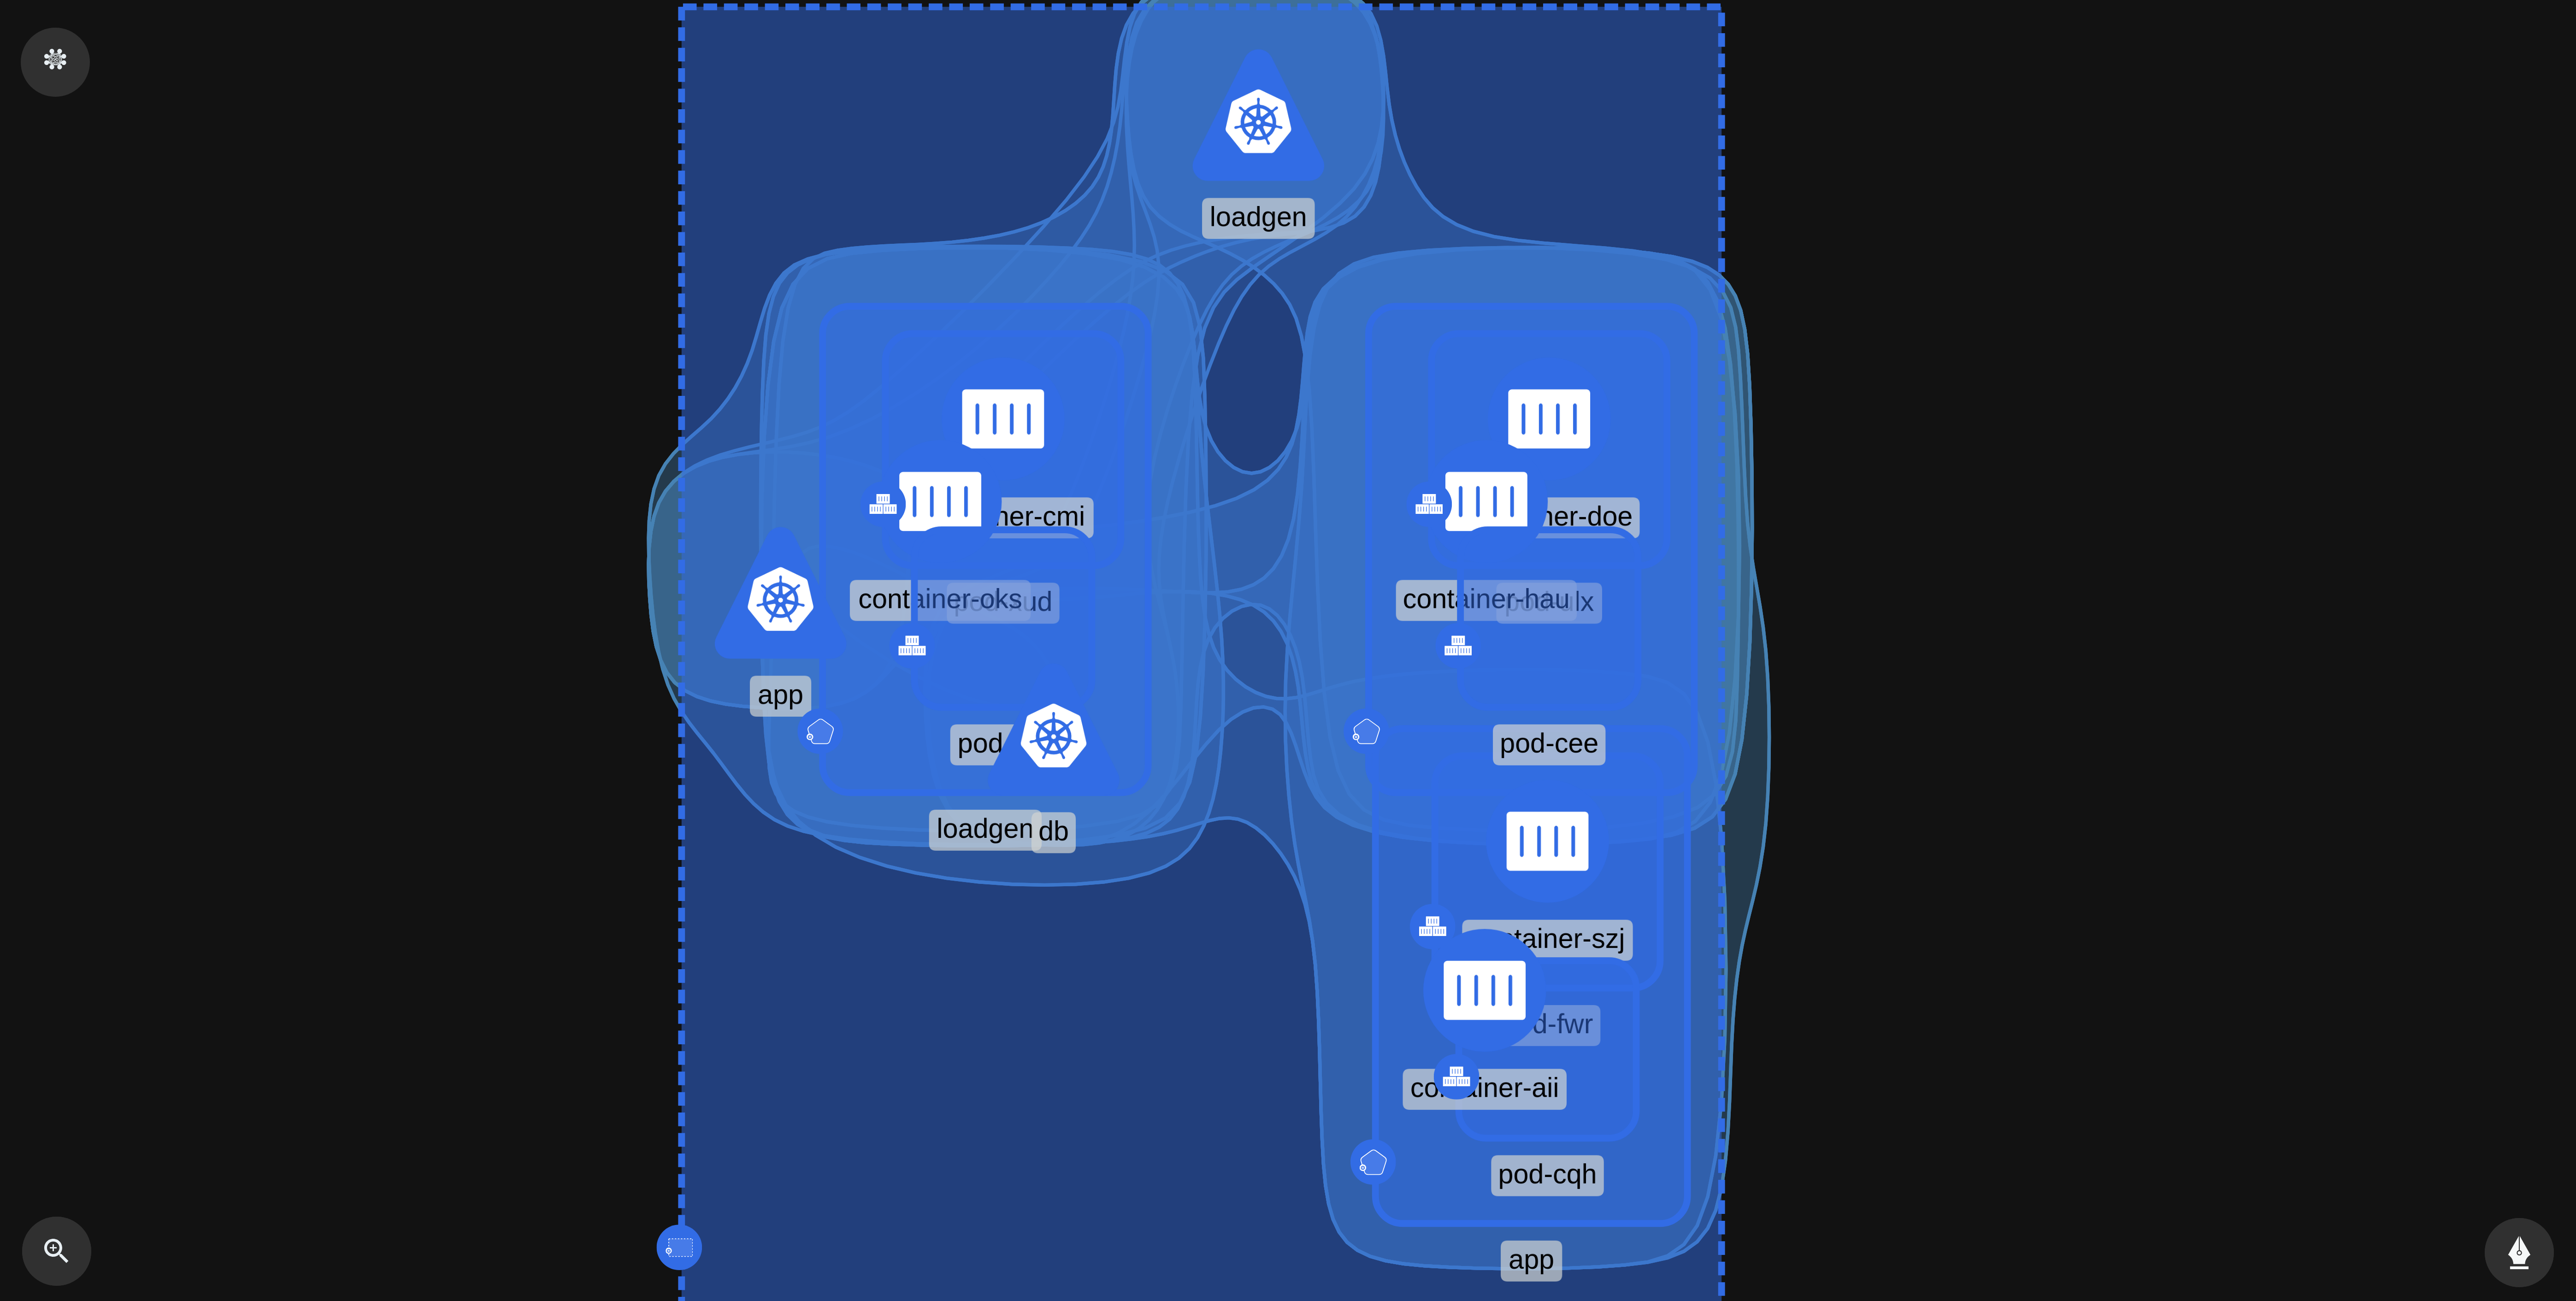 loadgen
ner-cmi
ner-doe
container-oks
ud
container-hau
lx
app
pod
pod-cee
loadgen
db
tainer-szj
d-fwr
co iner-aii
pod-cqh
app